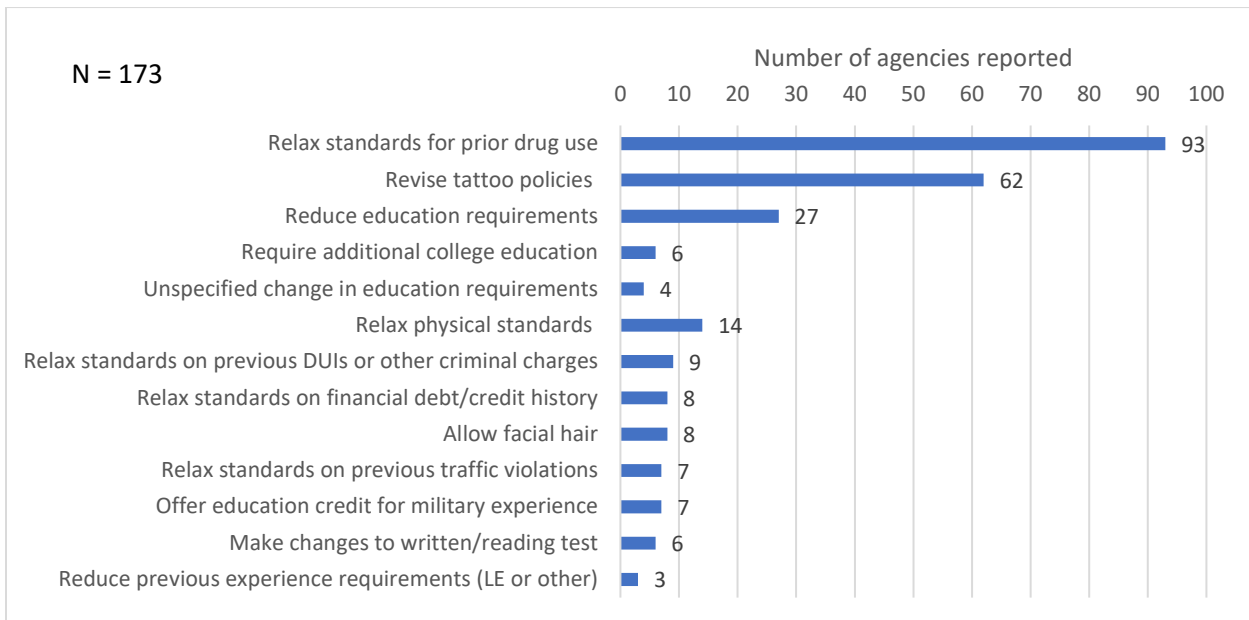 N = 173
Number of agencies reported
0 10 20 30 40 50 60 70 80 90 100
Relax standards for prior drug use 93
Revise tattoo policies 62
Reduce education requirements 27
Require additional college education 6
Unspecified change in education requirements 4
Relax physical standards 14
Relax standards on previous DUIs or other criminal charges 9
Relax standards on financial debt/credit history 8
Allow facial hair 8
Relax standards on previous traffic violations 7
Offer education credit for military experience 7
Make changes to written/reading test 6
Reduce previous experience requirements (LE or other) 3